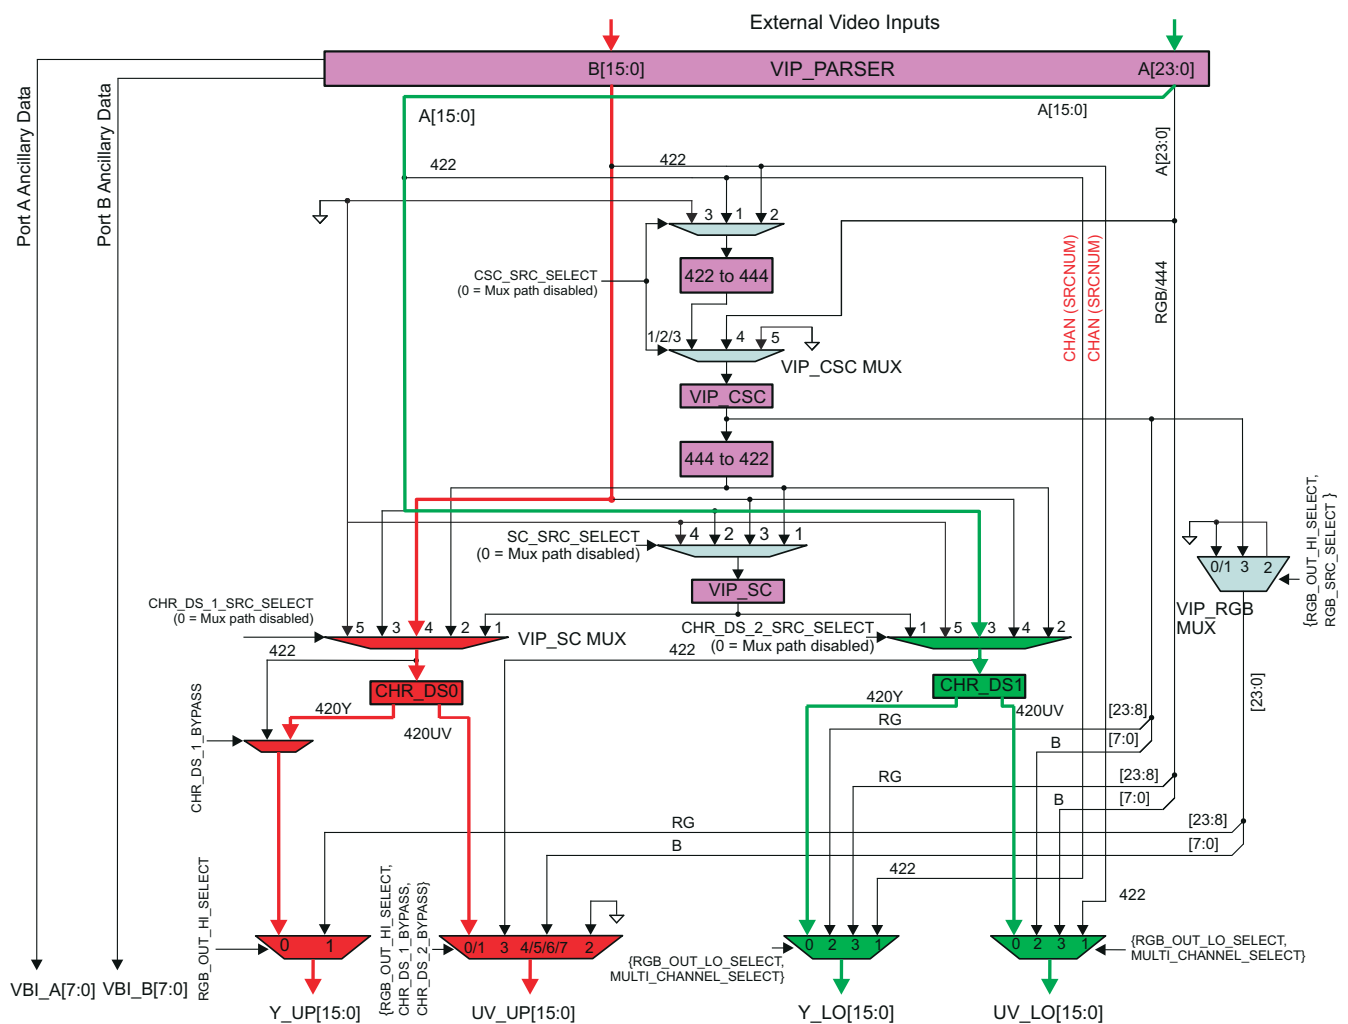 External Video Inputs
B[15:0]
VIP_PARSER
A[23:0]
A[15:0]
A[15:0]
Port A Ancillary Data
Port B Ancillary Data
A[23:0]
422
422
3 1 2
422 to 444
CSC_SRC_SELECT
(0 = Mux path disabled)
CHAN (SRCNUM)
CHAN (SRCNUM)
RGB/444
1/2/3 4 5
VIP_CSC MUX
VIP_CSC
444 to 422
SC_SRC_SELECT
(0 = Mux path disabled)
4 2 3 1
VIP_SC
{RGB_OUT_HI_SELECT,
RGB_SRC_SELECT }
0/1 3 2
VIP_RGB
MUX
CHR_DS_1_SRC_SELECT
(0 = Mux path disabled)
5 3 4 2 1
VIP_SC MUX
CHR_DS_2_SRC_SELECT
(0 = Mux path disabled)
1 5 3 4 2
422
422
CHR_DS0
CHR_DS1
420Y
420UV
420Y
420UV
[23:0]
CHR_DS_1_BYPASS
RG
[23:8]
B
[7:0]
RG
[23:8]
B
[7:0]
RG
[23:8]
B
[7:0]
422
422
RGB_OUT_HI_SELECT
0 1
{RGB_OUT_HI_SELECT,
CHR_DS_1_BYPASS,
CHR_DS_2_BYPASS}
0/1 3 4/5/6/7 2
{RGB_OUT_LO_SELECT,
MULTI_CHANNEL_SELECT}
0 2 3 1
0 2 3 1
{RGB_OUT_LO_SELECT,
MULTI_CHANNEL_SELECT}
VBI_A[7:0]
VBI_B[7:0]
Y_UP[15:0]
UV_UP[15:0]
Y_LO[15:0]
UV_LO[15:0]